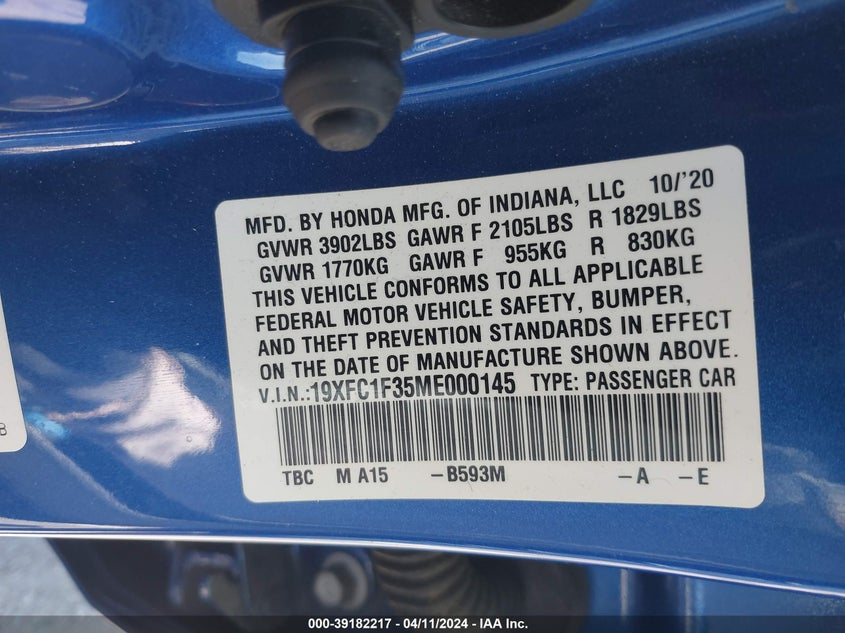 MFD. BY HONDA MFG. OF INDIANA, LLC 10/'20
GVWR 3902LBS GAWR F 2105LBS R 1829LBS
GVWR 1770KG GAWR F 955KG R 830KG
THIS VEHICLE CONFORMS TO ALL APPLICABLE
FEDERAL MOTOR VEHICLE SAFETY, BUMPER,
AND THEFT PREVENTION STANDARDS IN EFFECT
ON THE DATE OF MANUFACTURE SHOWN ABOVE.
V.I.N.:19XFC1F35ME000145 TYPE: PASSENGER CAR
TBC M A15 -B593M -A -E
B
000-39182217 - 04/11/2024 - IAA Inc.